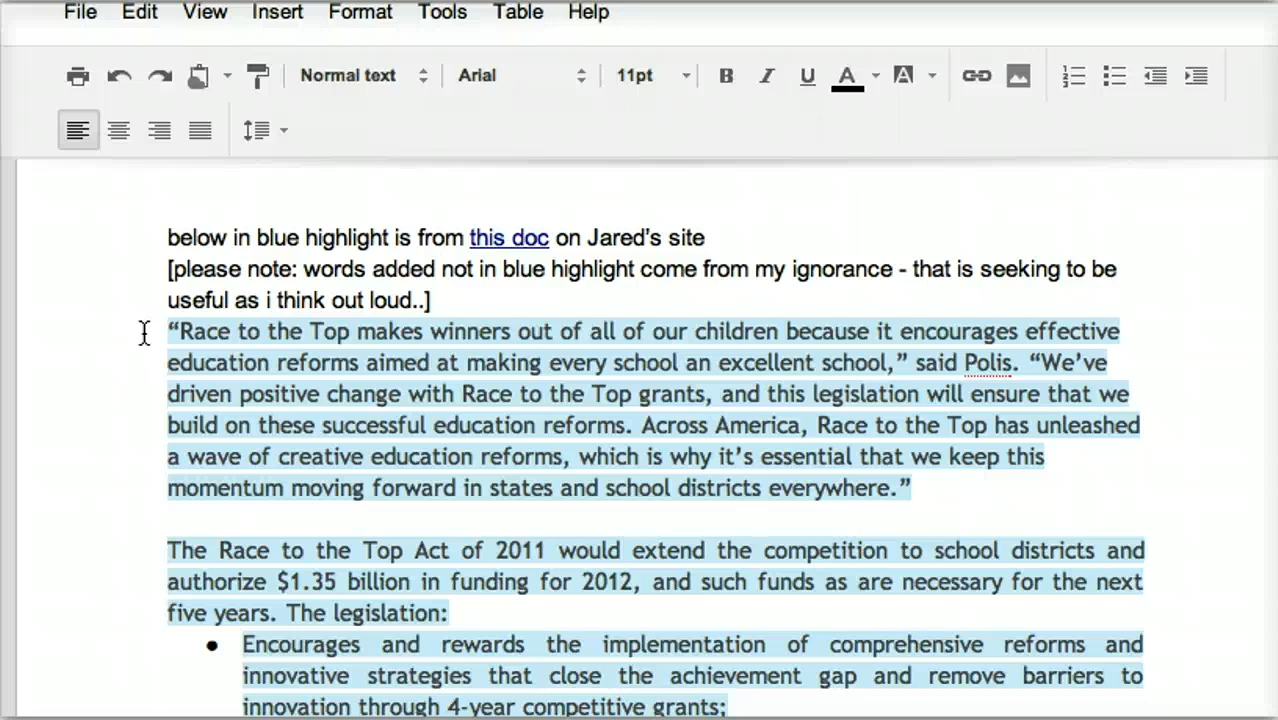 File Edit View Insert Format Tools Table Help
Normal text Arial 11pt B I U A A
below in blue highlight is from this doc on Jared's site
[please note: words added not in blue highlight come from my ignorance - that is seeking to be
useful as i think out loud..]
“Race to the Top makes winners out of all of our children because it encourages effective
education reforms aimed at making every school an excellent school,” said Polis. “We’ve
driven positive change with Race to the Top grants, and this legislation will ensure that we
build on these successful education reforms. Across America, Race to the Top has unleashed
a wave of creative education reforms, which is why it’s essential that we keep this
momentum moving forward in states and school districts everywhere.”
The Race to the Top Act of 2011 would extend the competition to school districts and
authorize $1.35 billion in funding for 2012, and such funds as are necessary for the next
five years. The legislation:
● Encourages and rewards the implementation of comprehensive reforms and
innovative strategies that close the achievement gap and remove barriers to
innovation through 4-year competitive grants;